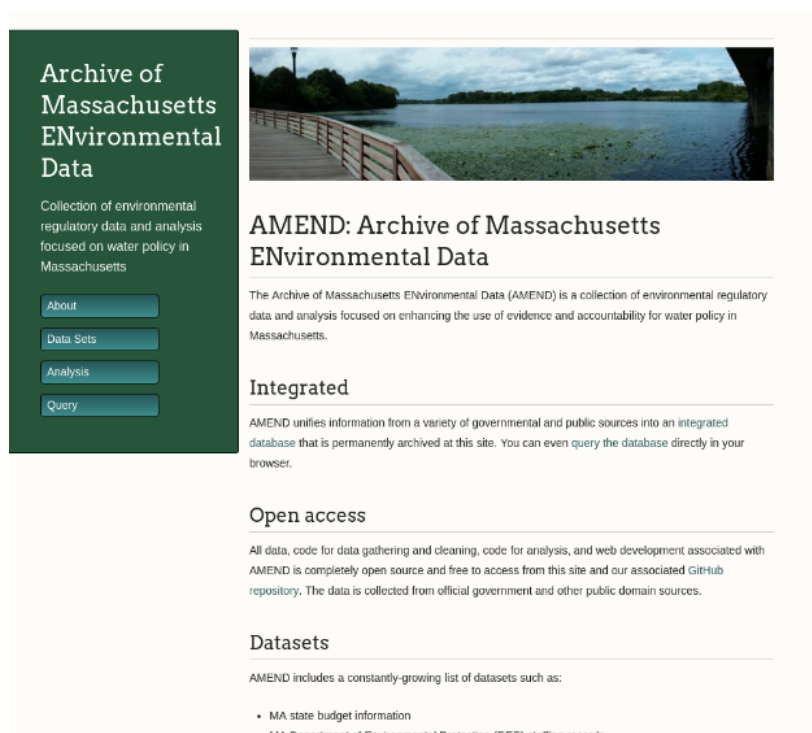 Archive of
Massachusetts
ENvironmental
Data
Collection of environmental
regulatory data and analysis
focused on water policy in
Massachusetts
About
Data Sets
Analysis
Query
AMEND: Archive of Massachusetts
ENvironmental Data
The Archive of Massachusetts ENvironmental Data (AMEND) is a collection of environmental regulatory
data and analysis focused on enhancing the use of evidence and accountability for water policy in
Massachusetts.
Integrated
AMEND unifies information from a variety of governmental and public sources into an integrated
database that is permanently archived at this site. You can even query the database directly in your
browser.
Open access
All data, code for data gathering and cleaning, code for analysis, and web development associated with
AMEND is completely open source and free to access from this site and our associated GitHub
repository. The data is collected from official government and other public domain sources.
Datasets
AMEND includes a constantly-growing list of datasets such as:
• MA state budget information